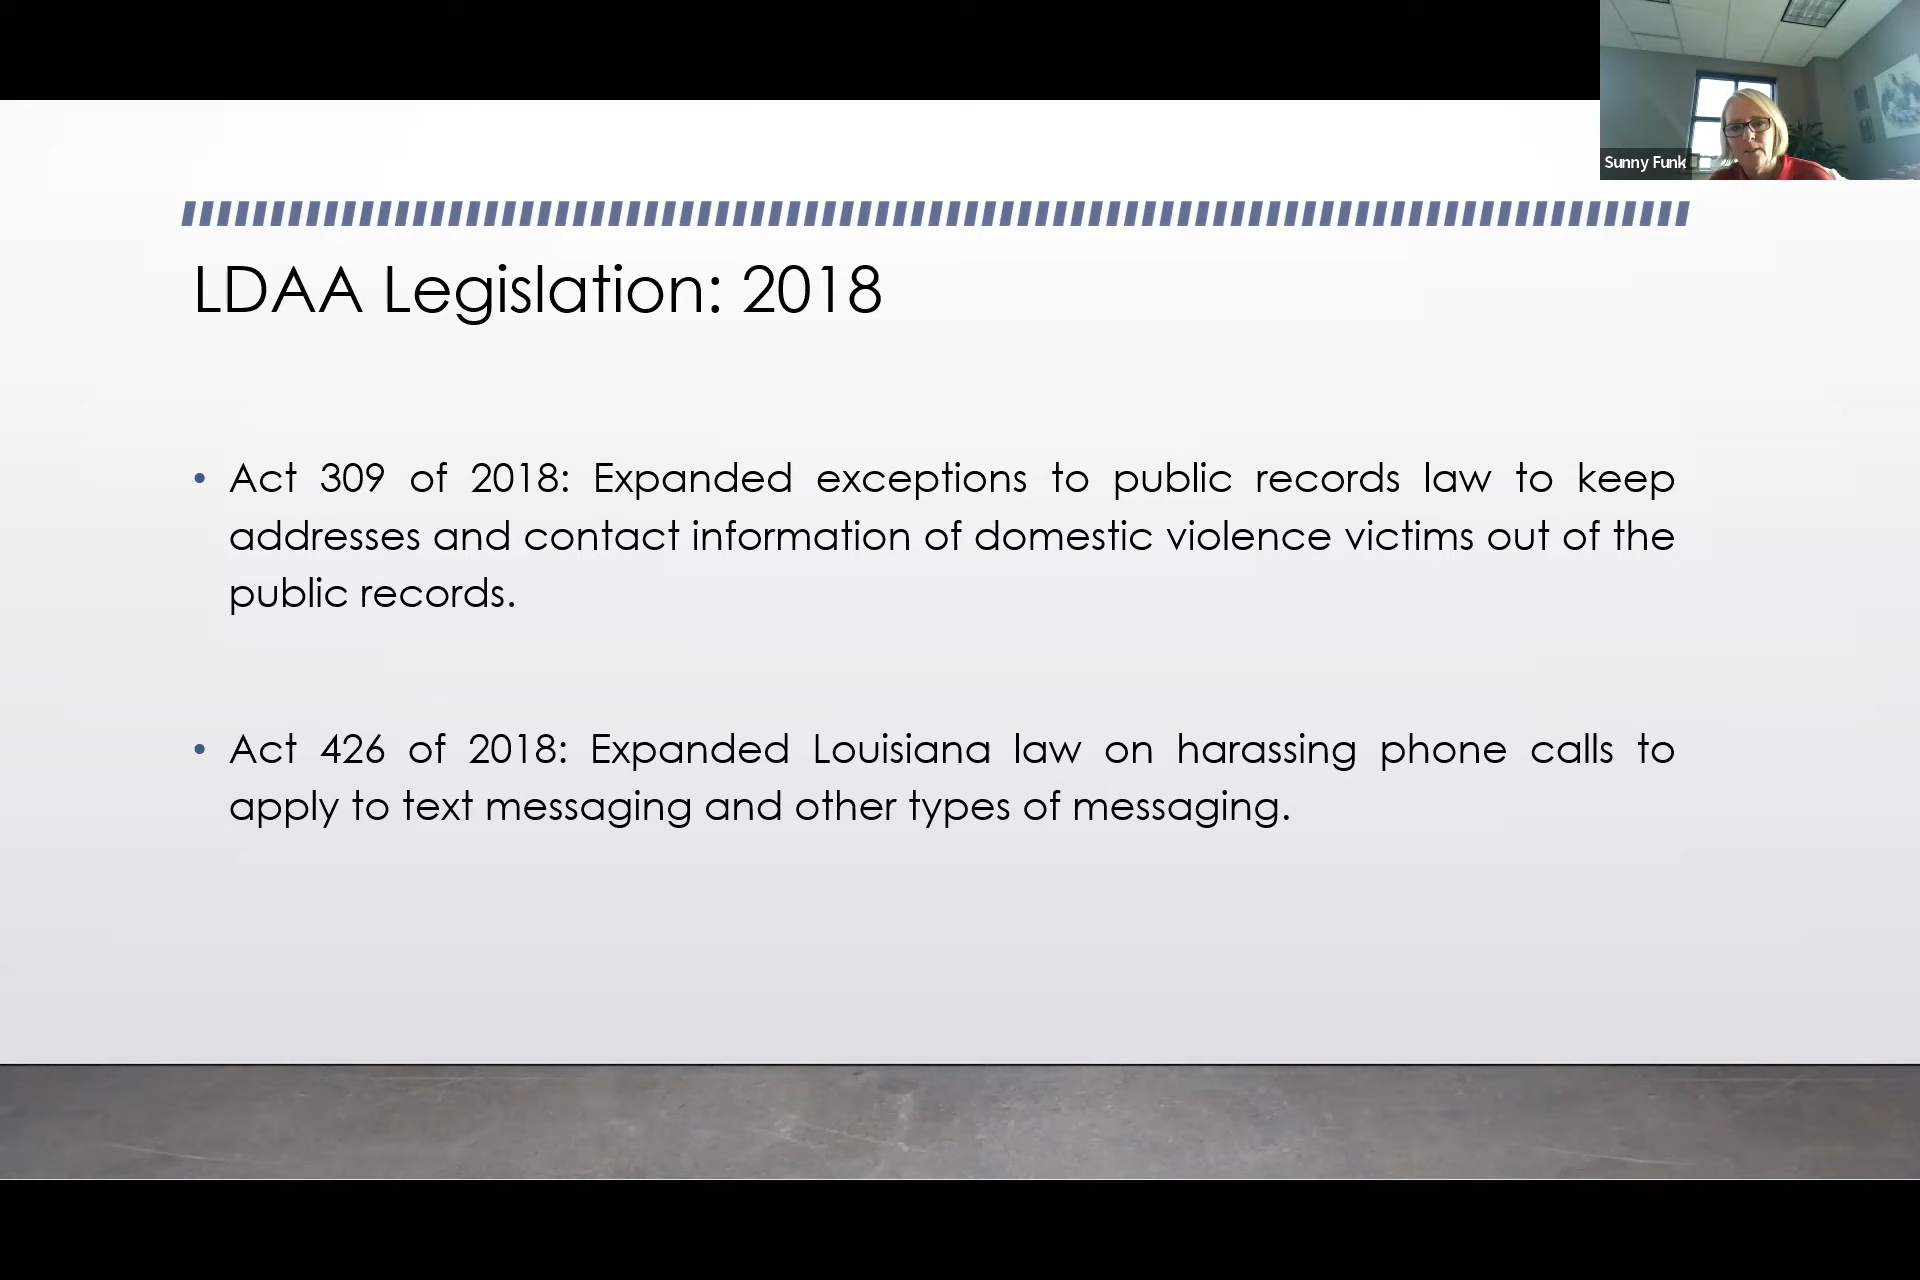 Sunny Funk
LDAA Legislation: 2018
• Act 309 of 2018: Expanded exceptions to public records law to keep
addresses and contact information of domestic violence victims out of the
public records.
• Act 426 of 2018: Expanded Louisiana law on harassing phone calls to
apply to text messaging and other types of messaging.